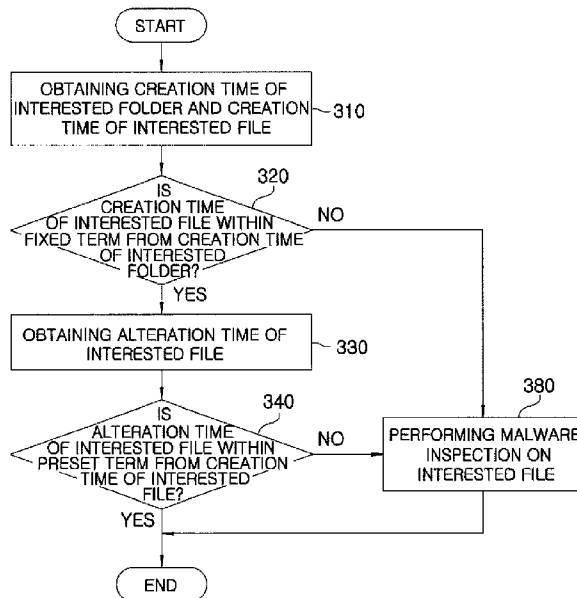 START
OBTAINING CREATION TIME OF
INTERESTED FOLDER AND CREATION
TIME OF INTERESTED FILE
310
320
IS
CREATION TIME
OF INTERESTED FILE WITHIN
FIXED TERM FROM CREATION TIME
OF INTERESTED
FOLDER?
NO
YES
OBTAINING ALTERATION TIME OF
INTERESTED FILE
330
340
IS
ALTERATION TIME
OF INTERESTED FILE WITHIN
PRESET TERM FROM CREATION
TIME OF INTERESTED
FILE?
NO
YES
380
PERFORMING MALWARE
INSPECTION ON
INTERESTED FILE
END